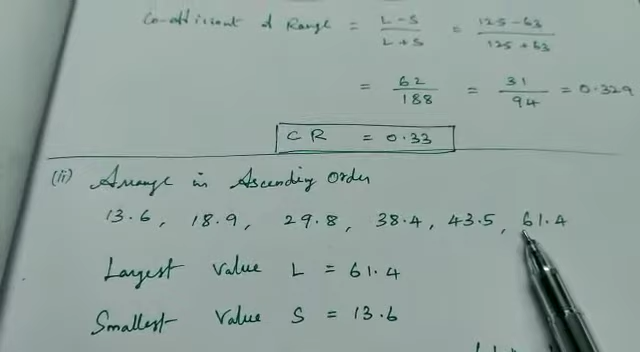 Co-efficient of Range = L - S / L + S = 125 - 63 / 125 + 63
= 62 / 188 = 31 / 94 = 0.329
C R = 0.33
(ii) Arrange in Ascending Order
13.6, 18.9, 29.8, 38.4, 43.5, 61.4
Largest Value L = 61.4
Smallest Value S = 13.6